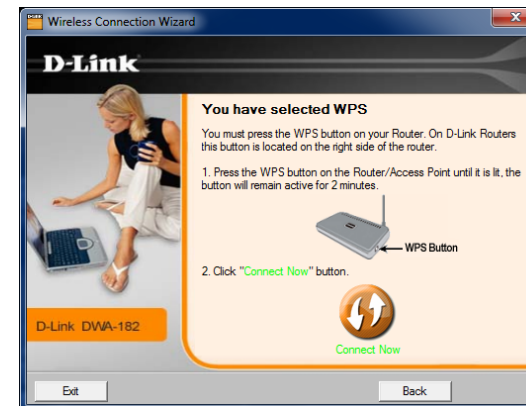 Wireless Connection Wizard
D-Link
You have selected WPS
You must press the WPS button on your Router. On D-Link Routers
this button is located on the right side of the router.
1. Press the WPS button on the Router/Access Point until it is lit, the
button will remain active for 2 minutes.
WPS Button
2. Click "Connect Now" button.
D-Link DWA-182
Connect Now
Exit
Back